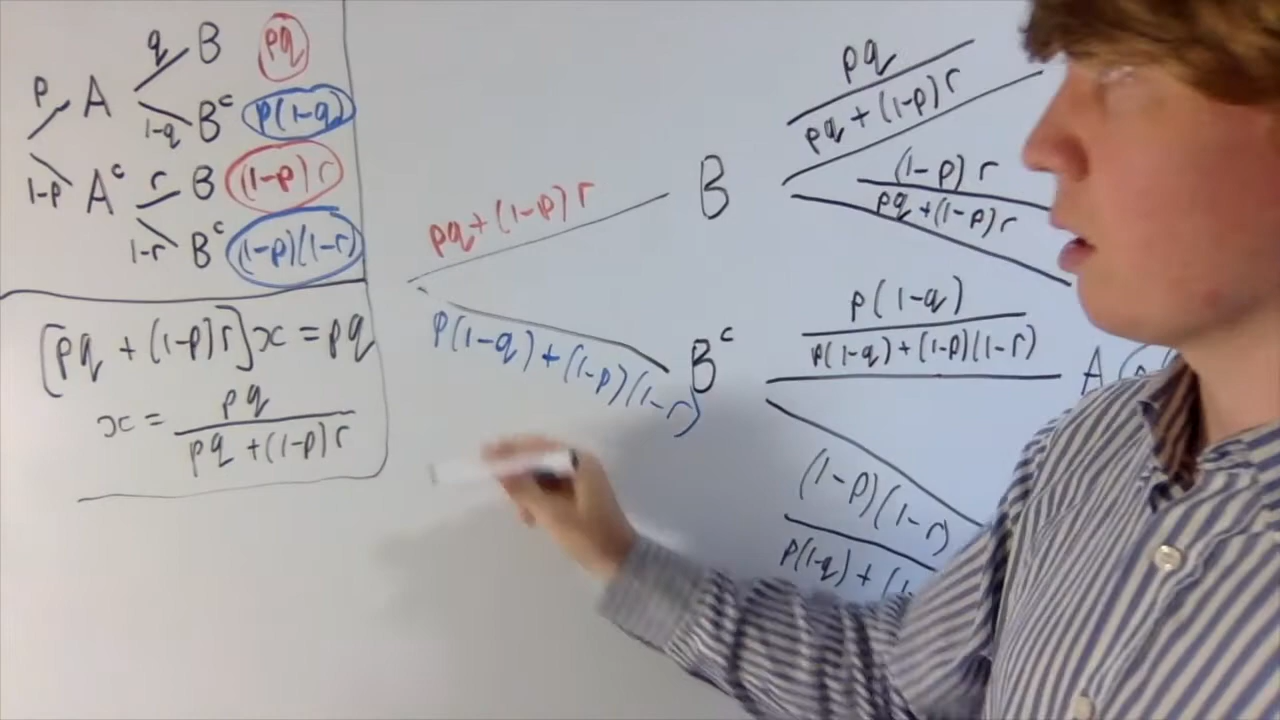 q B pq
p A
1-q B^c p(1-q)
1-p A^c r B (1-p)r
1-r B^c (1-p)(1-r)
[pq + (1-p)r]x = pq
x = pq / pq + (1-p)r
pq + (1-p)r B
p(1-q) + (1-p)(1-r) B^c
pq / pq + (1-p)r
(1-p)r / pq + (1-p)r
p(1-q) / p(1-q) + (1-p)(1-r)
A
(1-p)(1-r)
p(1-q) + (1-